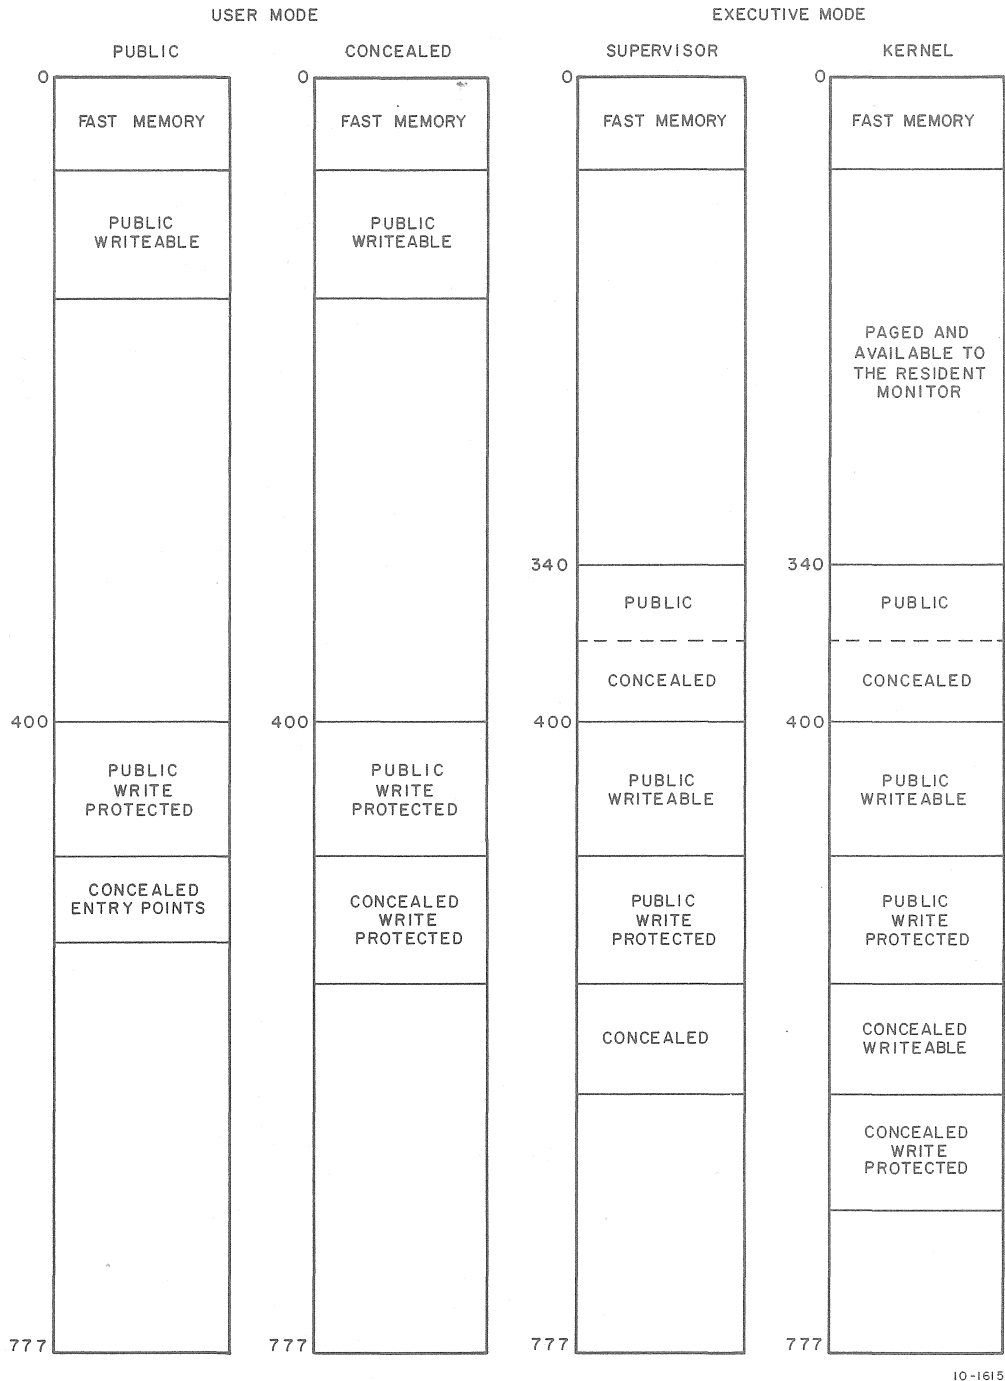 USER MODE
EXECUTIVE MODE
PUBLIC
CONCEALED
SUPERVISOR
KERNEL
0
FAST MEMORY
PUBLIC
WRITEABLE
400
PUBLIC
WRITE
PROTECTED
CONCEALED
ENTRY POINTS
777
0
FAST MEMORY
PUBLIC
WRITEABLE
400
PUBLIC
WRITE
PROTECTED
CONCEALED
WRITE
PROTECTED
777
0
FAST MEMORY
340
PUBLIC
CONCEALED
400
PUBLIC
WRITEABLE
PUBLIC
WRITE
PROTECTED
CONCEALED
777
0
FAST MEMORY
PAGED AND
AVAILABLE TO
THE RESIDENT
MONITOR
340
PUBLIC
CONCEALED
400
PUBLIC
WRITEABLE
PUBLIC
WRITE
PROTECTED
CONCEALED
WRITEABLE
CONCEALED
WRITE
PROTECTED
777
10-1615